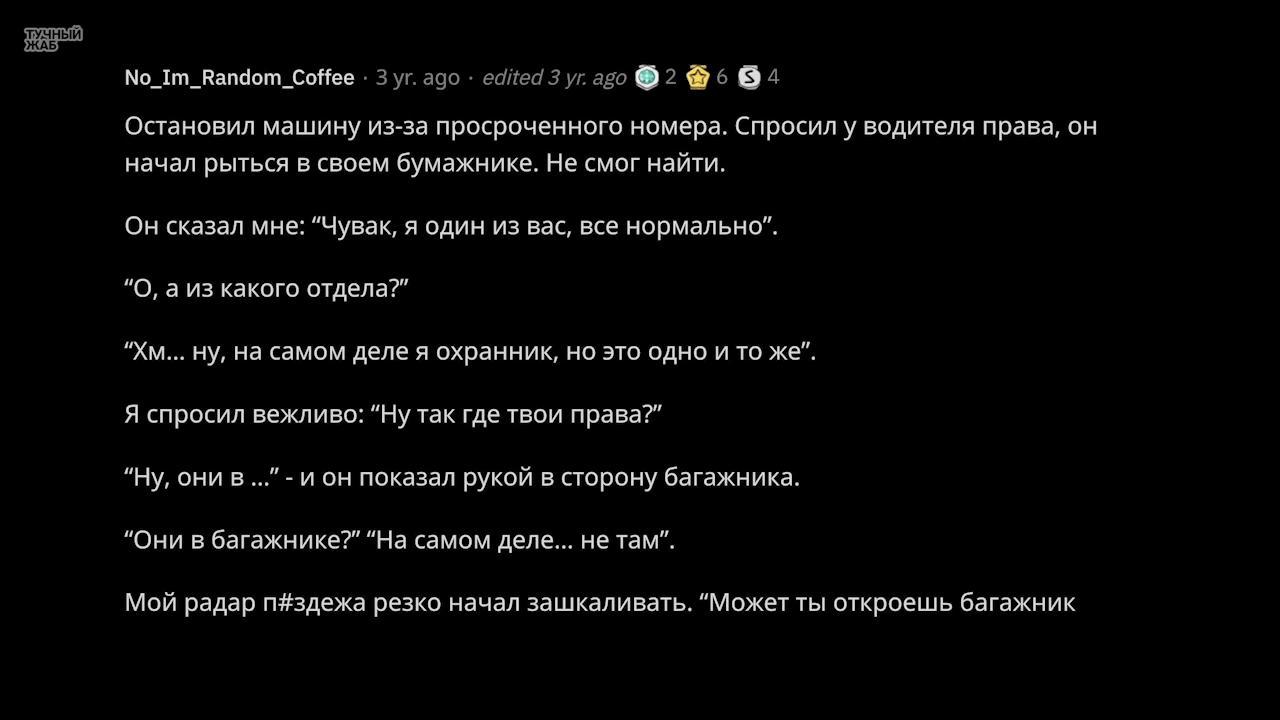 ТУЧНЫЙ
ЖАБ
No_Im_Random_Coffee · 3 yr. ago · edited 3 yr. ago 2 6 S 4
Остановил машину из-за просроченного номера. Спросил у водителя права, он
начал рыться в своем бумажнике. Не смог найти.
Он сказал мне: “Чувак, я один из вас, все нормально”.
“О, а из какого отдела?”
“Хм... ну, на самом деле я охранник, но это одно и то же”.
Я спросил вежливо: “Ну так где твои права?”
“Ну, они в ...” - и он показал рукой в сторону багажника.
“Они в багажнике?” “На самом деле... не там”.
Мой радар п#здежа резко начал зашкаливать. “Может ты откроешь багажник